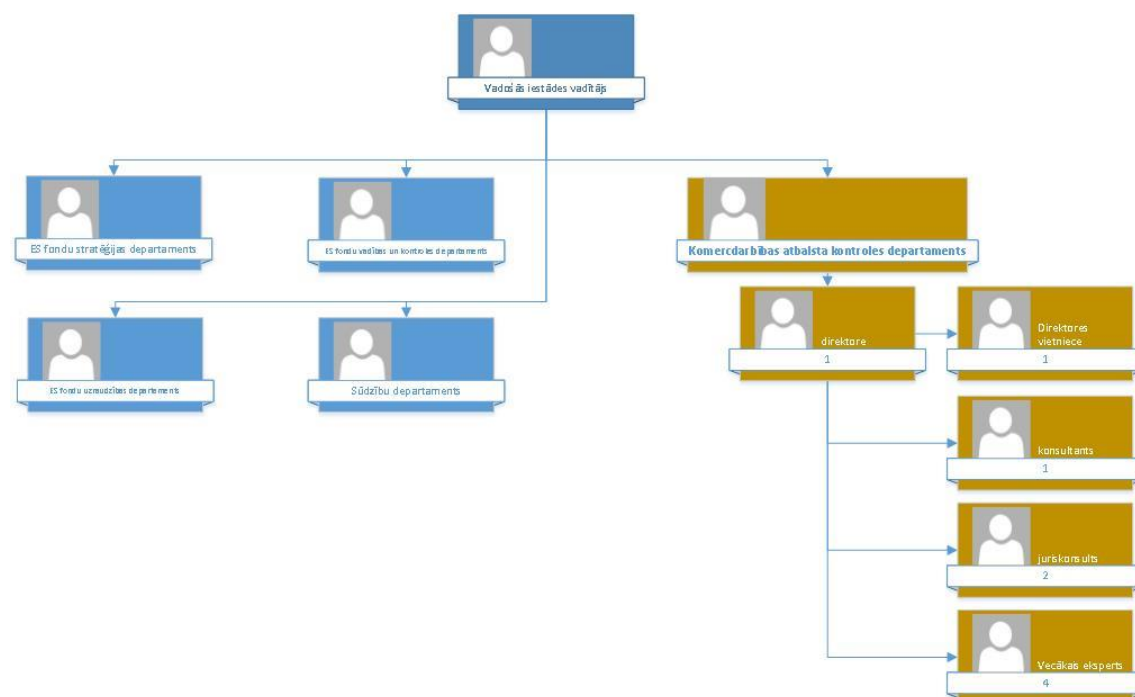 Vadošās iestādes vadītājs
ES fondu stratēģijas departaments
ES fondu vadības un kontroles departaments
Komercdarbības atbalsta kontroles departaments
ES fondu uzraudzības departaments
Sūdzību departaments
direktore
1
Direktores
vietniece
1
konsultants
1
juriskonsults
2
Vecākais eksperts
4